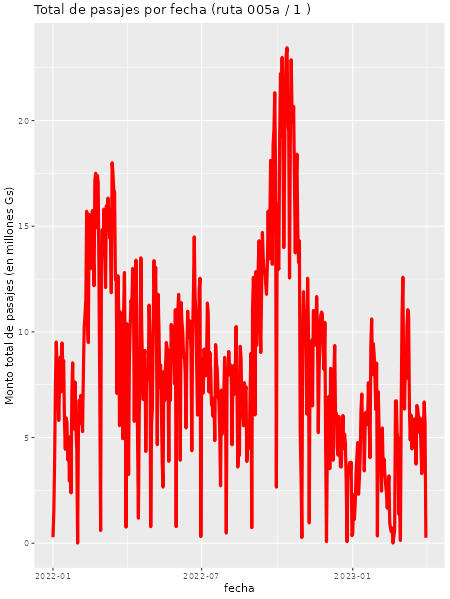 Total de pasajes por fecha (ruta 005a / 1 )
Monto total de pasajes (en millones Gs)
20
15
10
5
0
2022-01
2022-07
2023-01
fecha